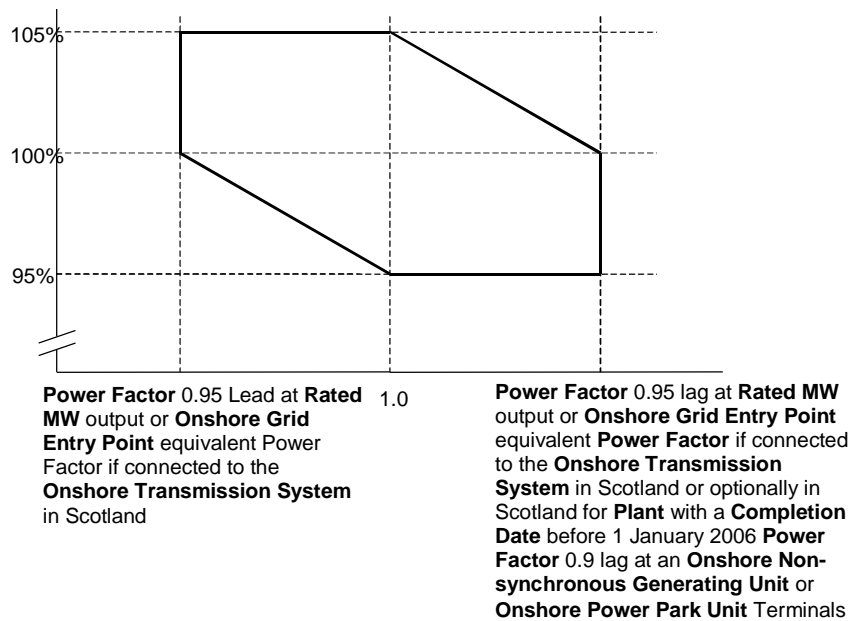 105%
100%
95%
Power Factor 0.95 Lead at Rated
MW output or Onshore Grid
Entry Point equivalent Power
Factor if connected to the
Onshore Transmission System
in Scotland
1.0
Power Factor 0.95 lag at Rated MW
output or Onshore Grid Entry Point
equivalent Power Factor if connected
to the Onshore Transmission
System in Scotland or optionally in
Scotland for Plant with a Completion
Date before 1 January 2006 Power
Factor 0.9 lag at an Onshore Non-
synchronous Generating Unit or
Onshore Power Park Unit Terminals